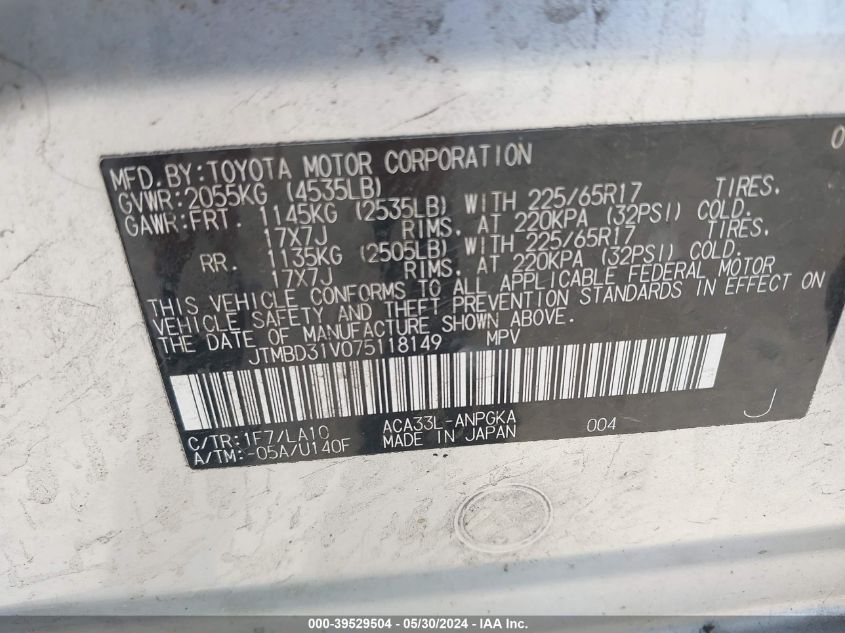 MFD. BY: TOYOTA MOTOR CORPORATION 0
GVWR: 2055KG (4535LB)
GAWR: FRT. 1145KG (2535LB) WITH 225/65R17 TIRES.
17X7J RIMS. AT 220KPA (32PSI) COLD.
RR. 1135KG (2505LB) WITH 225/65R17 TIRES.
17X7J RIMS. AT 220KPA (32PSI) COLD.
THIS VEHICLE CONFORMS TO ALL APPLICABLE FEDERAL MOTOR
VEHICLE SAFETY AND THEFT PREVENTION STANDARDS IN EFFECT ON
THE DATE OF MANUFACTURE SHOWN ABOVE.
JTMBD31V075118149 MPV
C/TR: 1F7/LA10 ACA33L-ANPGKA 004 J
A/TM: -05A/U140F MADE IN JAPAN
000-39529504 - 05/30/2024 - IAAI.com